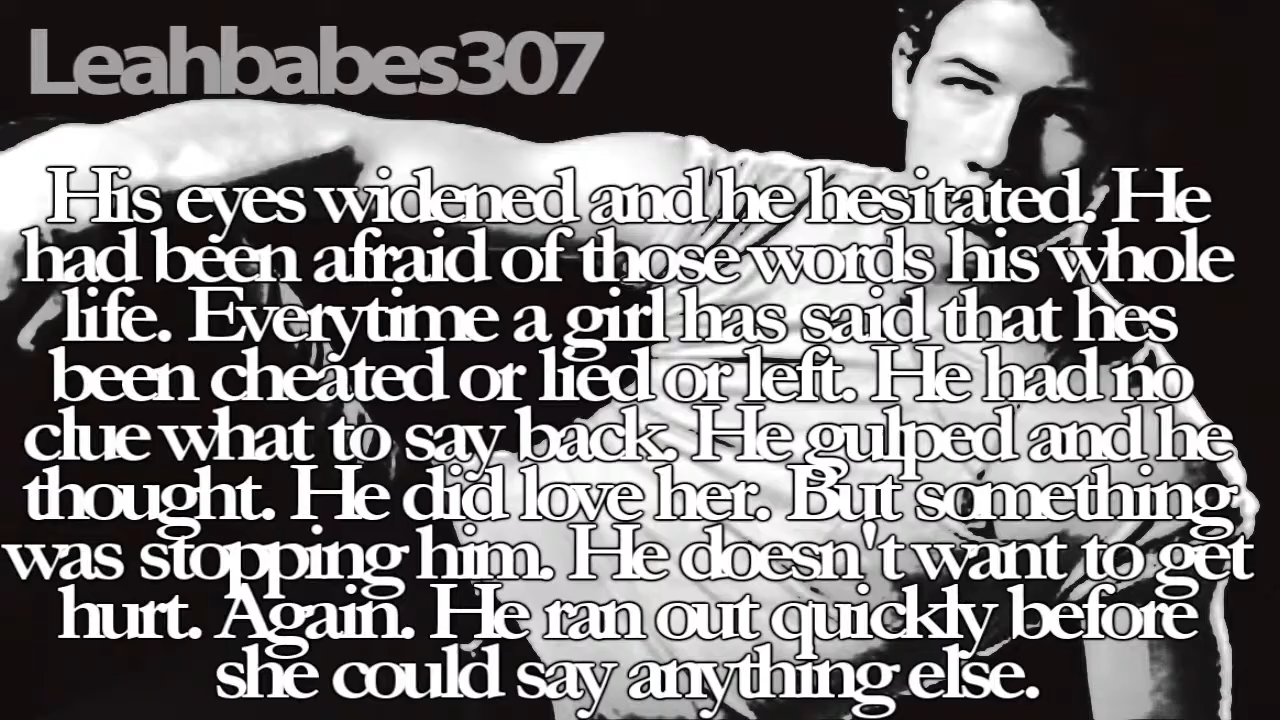 Leahbabes307
His eyes widened and he hesitated. He
had been afraid of those words his whole
life. Everytime a girl has said that hes
been cheated or lied or left. He had no
clue what to say back. He gulped and he
thought. He did love her. But something
was stopping him. He doesn't want to get
hurt. Again. He ran out quickly before
she could say anything else.